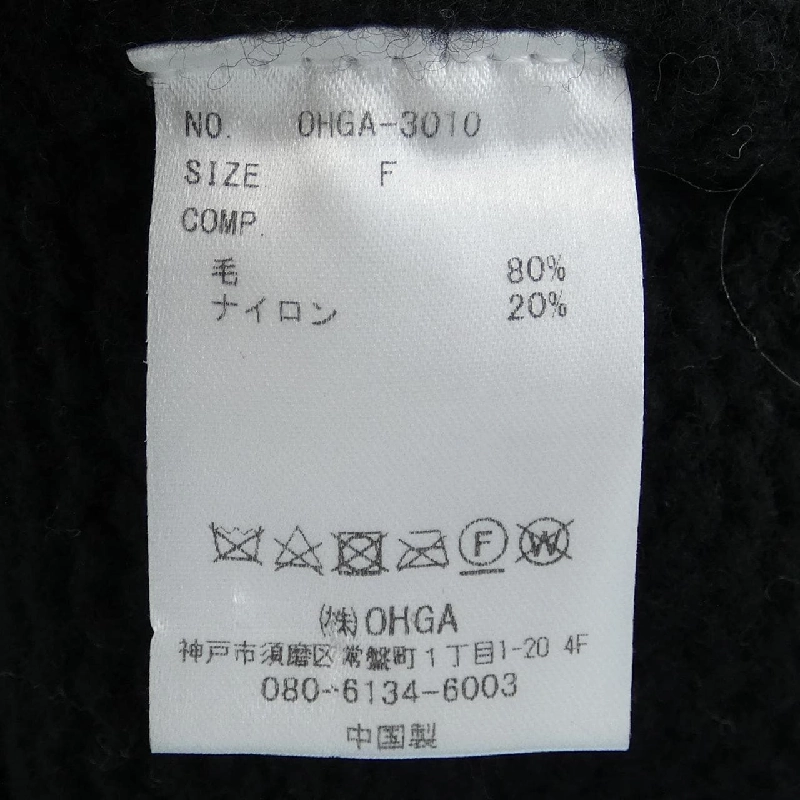 NO. OHGA-3010
SIZE F
COMP.
毛 80%
ナイロン 20%
F W
㈱OHGA
神戸市須磨区常盤町1丁目1-20 4F
080-6134-6003
中国製